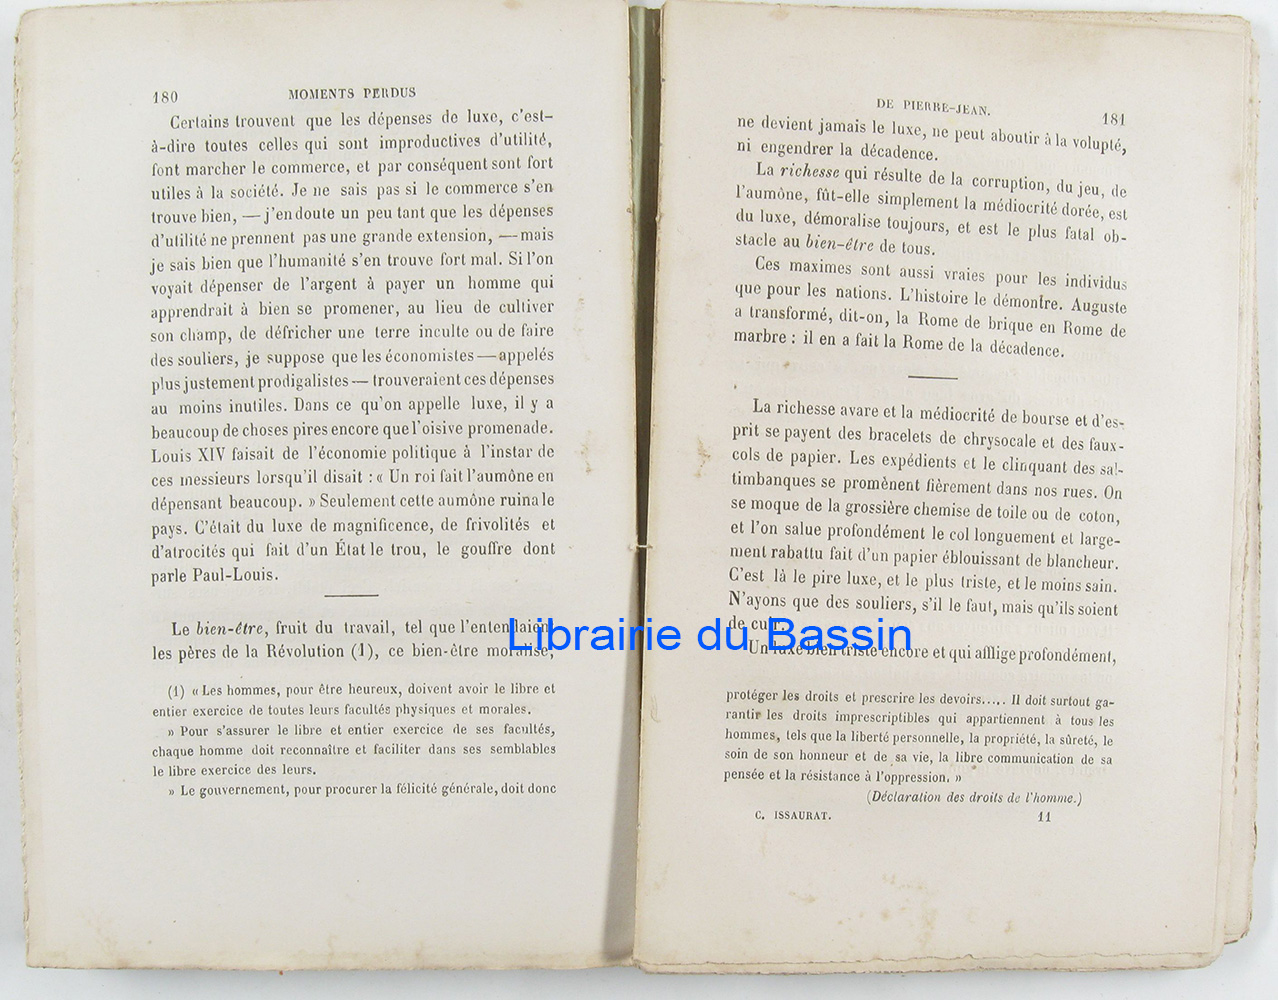 180 MOMENTS PERDUS
Certains trouvent que les dépenses de luxe, c'est-
à-dire toutes celles qui sont improductives d'utilité,
font marcher le commerce, et par conséquent sont fort
utiles à la société. Je ne sais pas si le commerce s'en
trouve bien, — j'en doute un peu tant que les dépenses
d'utilité ne prennent pas une grande extension, — mais
je sais bien que l'humanité s'en trouve fort mal. Si l'on
voyait dépenser de l'argent à payer un homme qui
apprendrait à bien se promener, au lieu de cultiver
son champ, de défricher une terre inculte ou de faire
des souliers, je suppose que les économistes — appelés
plus justement prodigalistes — trouveraient ces dépenses
au moins inutiles. Dans ce qu'on appelle luxe, il y a
beaucoup de choses pires encore que l'oisive promenade.
Louis XIV faisait de l'économie politique à l'instar de
ces messieurs lorsqu'il disait : « Un roi fait l'aumône en
dépensant beaucoup. » Seulement cette aumône ruina le
pays. C'était du luxe de magnificence, de frivolités et
d'atrocités qui fait d'un État le trou, le gouffre dont
parle Paul-Louis.
Le bien-être, fruit du travail, tel que l'entendaient
les pères de la Révolution (1), ce bien-être moralise,
(1) « Les hommes, pour être heureux, doivent avoir le libre et
entier exercice de toutes leurs facultés physiques et morales.
» Pour s'assurer le libre et entier exercice de ses facultés,
chaque homme doit reconnaître et faciliter dans ses semblables
le libre exercice des leurs.
» Le gouvernement, pour procurer la félicité générale, doit donc
DE PIERRE-JEAN. 181
ne devient jamais le luxe, ne peut aboutir à la volupté,
ni engendrer la décadence.
La richesse qui résulte de la corruption, du jeu, de
l'aumône, fût-elle simplement la médiocrité dorée, est
du luxe, démoralise toujours, et est le plus fatal ob-
stacle au bien-être de tous.
Ces maximes sont aussi vraies pour les individus
que pour les nations. L'histoire le démontre. Auguste
a transformé, dit-on, la Rome de brique en Rome de
marbre : il en a fait la Rome de la décadence.
La richesse avare et la médiocrité de bourse et d'es-
prit se payent des bracelets de chrysocale et des faux-
cols de papier. Les expédients et le clinquant des sal-
timbanques se promènent fièrement dans nos rues. On
se moque de la grossière chemise de toile ou de coton,
et l'on salue profondément le col longuement et large-
ment rabattu fait d'un papier éblouissant de blancheur.
C'est là le pire luxe, et le plus triste, et le moins sain.
N'ayons que des souliers, s'il le faut, mais qu'ils soient
de cuir.
Un luxe bien triste encore et qui afflige profondément,
protéger les droits et prescrire les devoirs..... Il doit surtout ga-
rantir les droits imprescriptibles qui appartiennent à tous les
hommes, tels que la liberté personnelle, la propriété, la sûreté, le
soin de son honneur et de sa vie, la libre communication de sa
pensée et la résistance à l'oppression. »
(Déclaration des droits de l'homme.)
C. ISSAURAT. 11
Librairie du Bassin